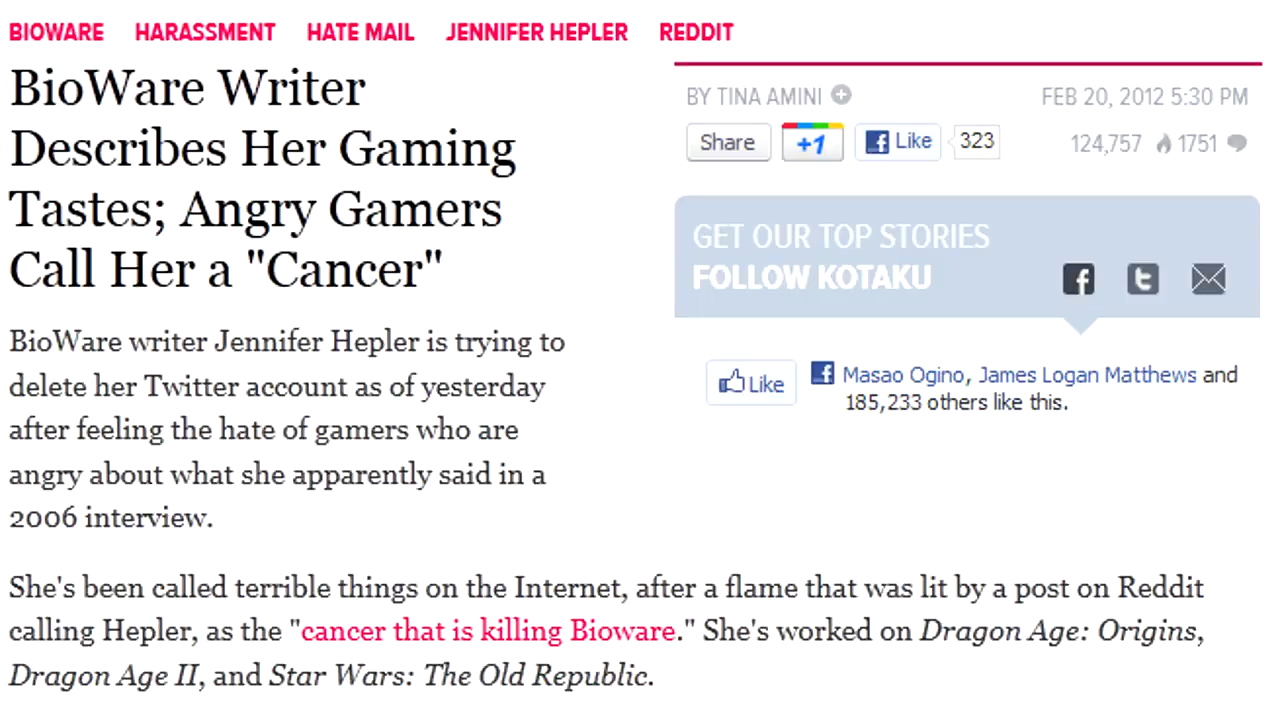 BIOWARE HARASSMENT HATE MAIL JENNIFER HEPLER REDDIT
BioWare Writer
Describes Her Gaming
Tastes; Angry Gamers
Call Her a "Cancer"
BY TINA AMINI FEB 20, 2012 5:30 PM
Share +1 Like 323 124,757 1751
GET OUR TOP STORIES
FOLLOW KOTAKU
Like Masao Ogino, James Logan Matthews and
185,233 others like this.
BioWare writer Jennifer Hepler is trying to
delete her Twitter account as of yesterday
after feeling the hate of gamers who are
angry about what she apparently said in a
2006 interview.
She's been called terrible things on the Internet, after a flame that was lit by a post on Reddit
calling Hepler, as the "cancer that is killing Bioware." She's worked on Dragon Age: Origins,
Dragon Age II, and Star Wars: The Old Republic.